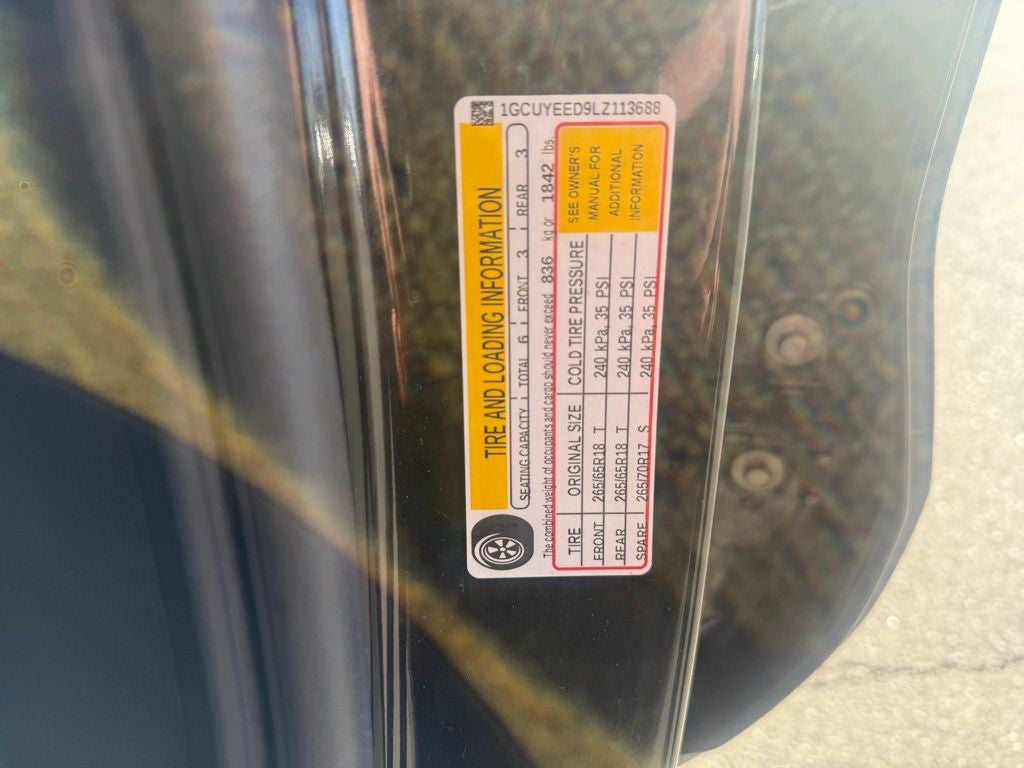 1GCUYEED9LZ113688
TIRE AND LOADING INFORMATION
SEATING CAPACITY TOTAL 6 FRONT 3 REAR 3
The combined weight of occupants and cargo should never exceed 836 kg or 1842 lbs.
TIRE ORIGINAL SIZE COLD TIRE PRESSURE
FRONT 265/65R18 T 240 kPa, 35 PSI
REAR 265/65R18 T 240 kPa, 35 PSI
SPARE 265/70R17 S 240 kPa, 35 PSI
SEE OWNER'S
MANUAL FOR
ADDITIONAL
INFORMATION